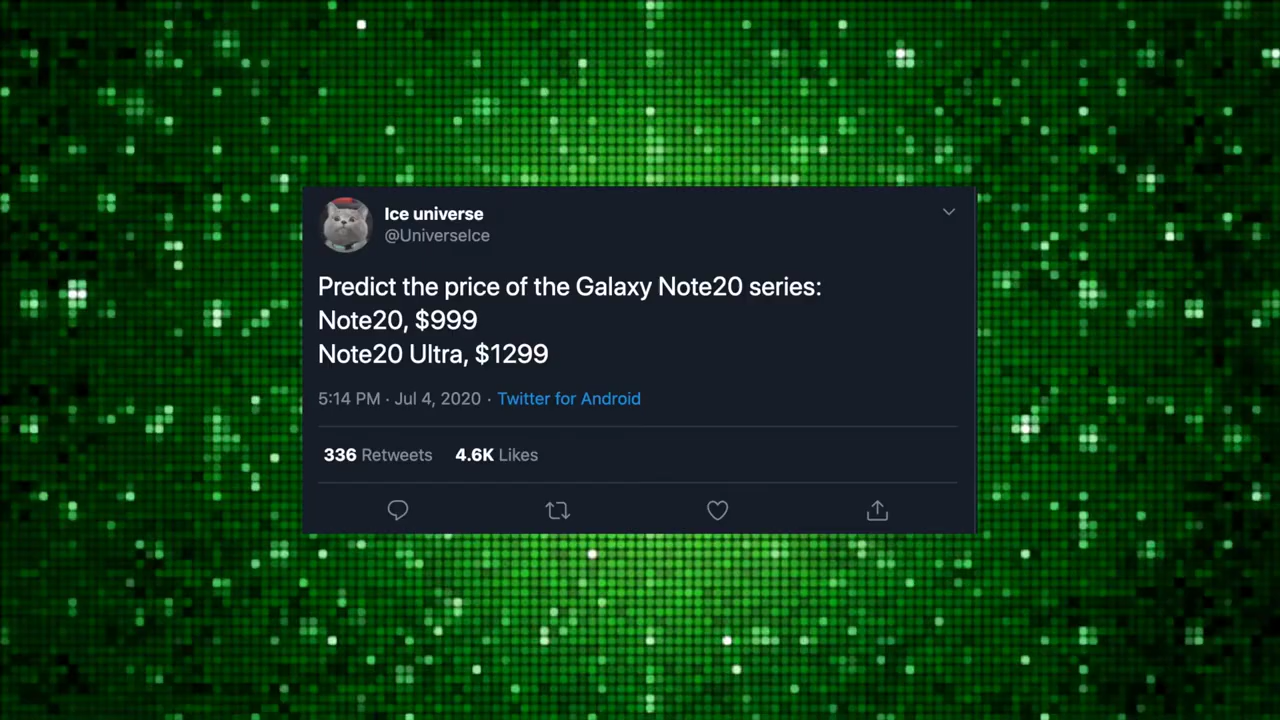 Ice universe
@UniverseIce
Predict the price of the Galaxy Note20 series:
Note20, $999
Note20 Ultra, $1299
5:14 PM · Jul 4, 2020 · Twitter for Android
336 Retweets 4.6K Likes